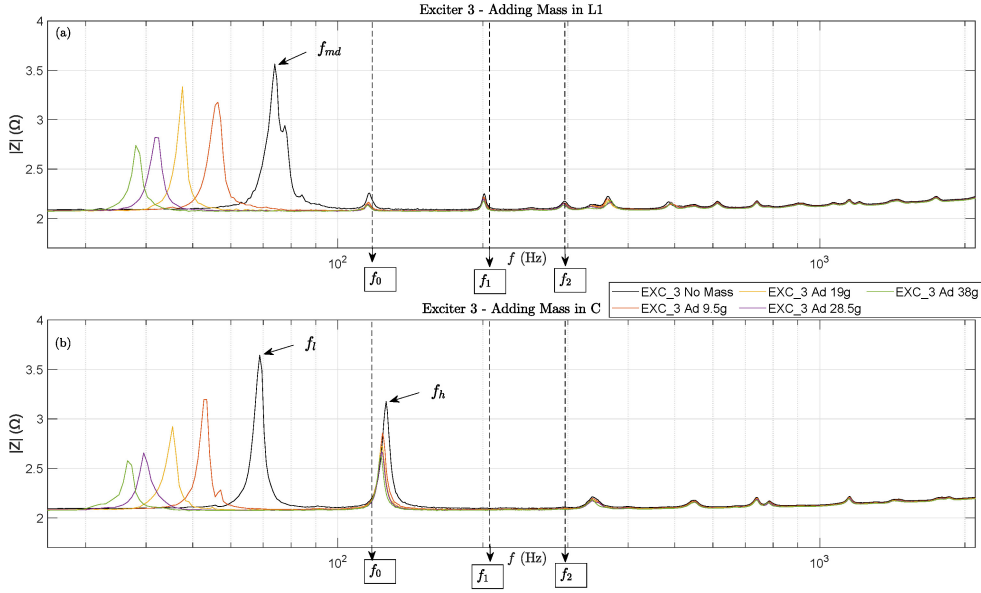 Exciter 3 - Adding Mass in L1
(a)
f_md
4
3.5
3
2.5
2
|Z| (Ω)
10^2
f (Hz)
10^3
f_0
f_1
f_2
EXC_3 No Mass
EXC_3 Ad 19g
EXC_3 Ad 38g
EXC_3 Ad 9.5g
EXC_3 Ad 28.5g
Exciter 3 - Adding Mass in C
(b)
f_l
f_h
4
3.5
3
2.5
2
|Z| (Ω)
10^2
f (Hz)
10^3
f_0
f_1
f_2